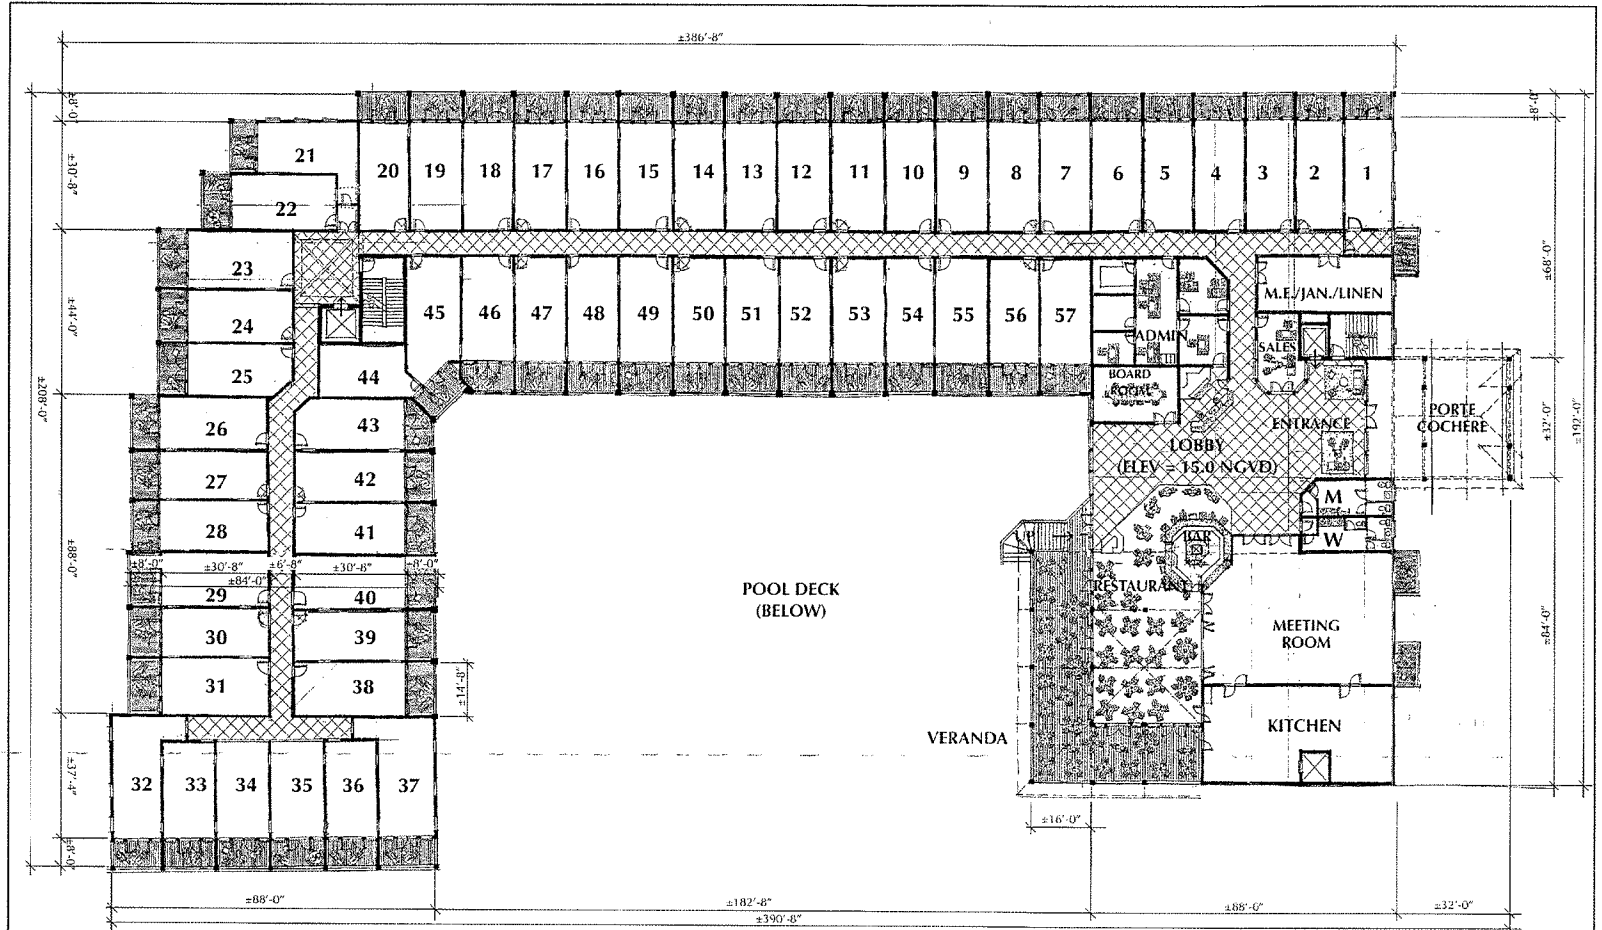 ±386'-8"
±8'-0"
±8'-0"
±30'-8"
21
20 19 18 17 16 15 14 13 12 11 10 9 8 7 6 5 4 3 2 1
22
23
±68'-0"
M.E./JAN./LINEN
±44'-0"
24
45 46 47 48 49 50 51 52 53 54 55 56 57
ADMIN
SALES
25
44
BOARD
ROOM
±208'-0"
±32'-0"
±192'-0"
PORTE
COCHERE
26
43
ENTRANCE
LOBBY
(ELEV = 15.0 NGVD)
27
42
M
28
41
UP
BAR
W
±88'-0"
±8'-0" ±30'-8" ±6'-8" ±30'-8" ±8'-0"
±84'-0"
29
40
POOL DECK
(BELOW)
RESTAURANT
30
39
MEETING
ROOM
±84'-0"
31
38
±14'-8"
KITCHEN
VERANDA
±37'-4"
32 33 34 35 36 37
±16'-0"
±8'-0"
±88'-0" ±182'-8" ±88'-0" ±32'-0"
±390'-8"